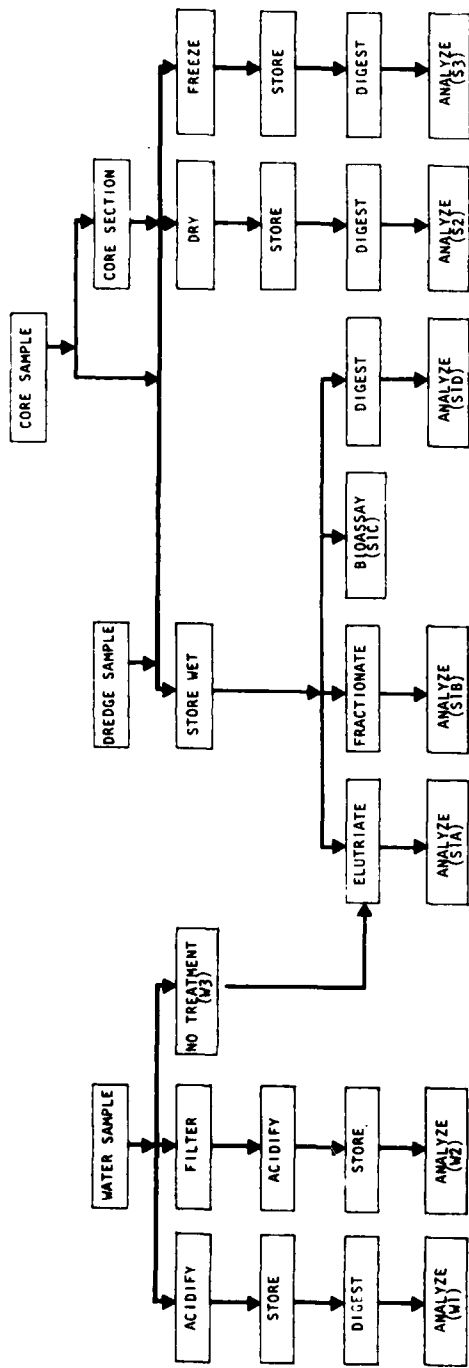 WATER SAMPLE
DREDGE SAMPLE
CORE SAMPLE
CORE SECTION
ACIDIFY
FILTER
NO TREATMENT
(W3)
STORE WET
DRY
FREEZE
STORE
ACIDIFY
STORE
STORE
DIGEST
STORE
ELUTRIATE
FRACTIONATE
BIOASSAY
(S1C)
DIGEST
DIGEST
DIGEST
ANALYZE
(W1)
ANALYZE
(W2)
ANALYZE
(S1A)
ANALYZE
(S1B)
ANALYZE
(S1D)
ANALYZE
(S2)
ANALYZE
(S3)